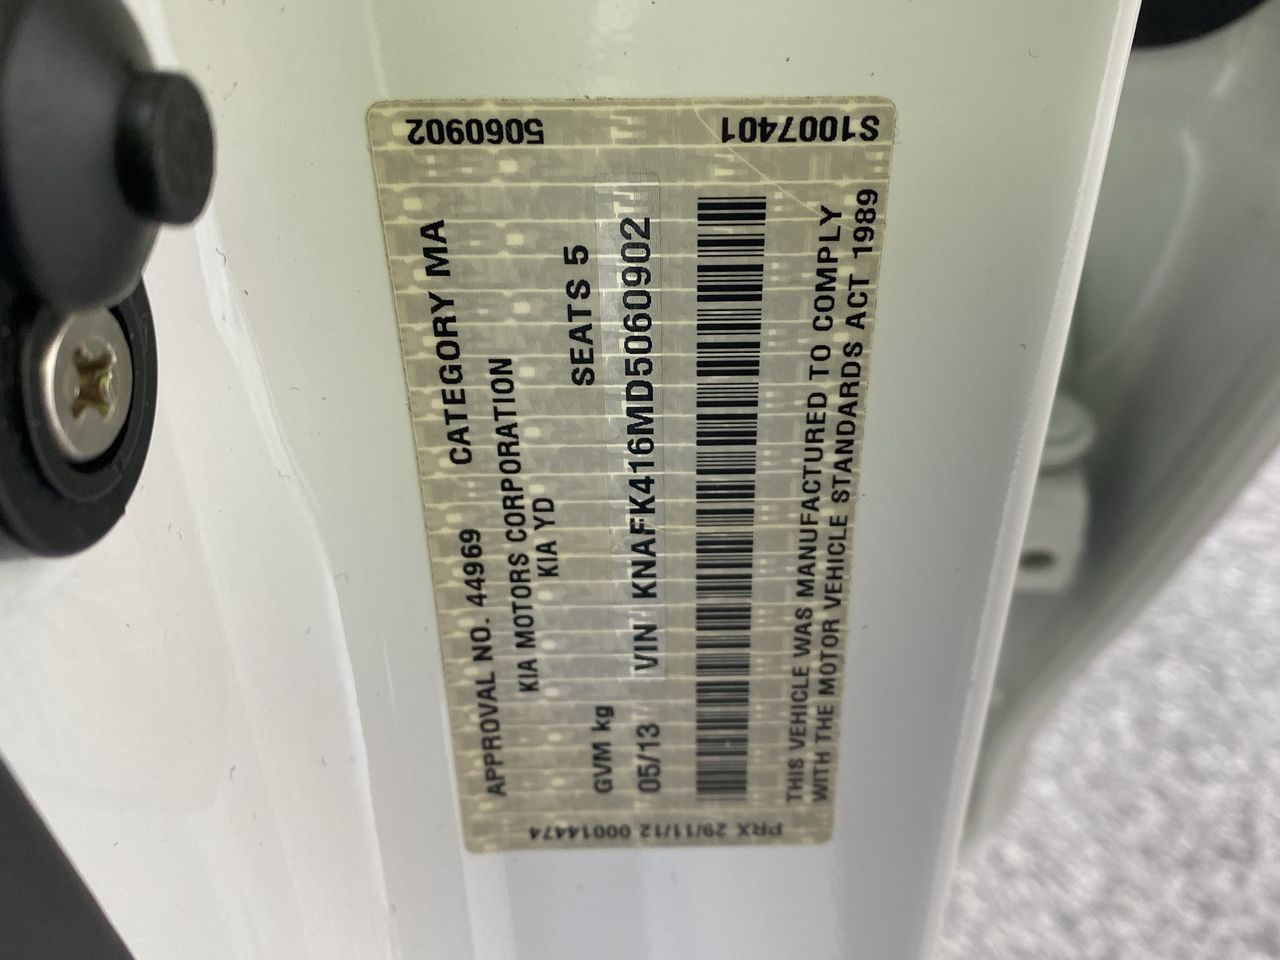 5060902
S1007401
APPROVAL NO. 44969 CATEGORY MA
KIA MOTORS CORPORATION
KIA YD
GVM kg SEATS 5
05/13 VIN KNAFK416MD5060902
THIS VEHICLE WAS MANUFACTURED TO COMPLY
WITH THE MOTOR VEHICLE STANDARDS ACT 1989
PRX 29/11/12 00014474